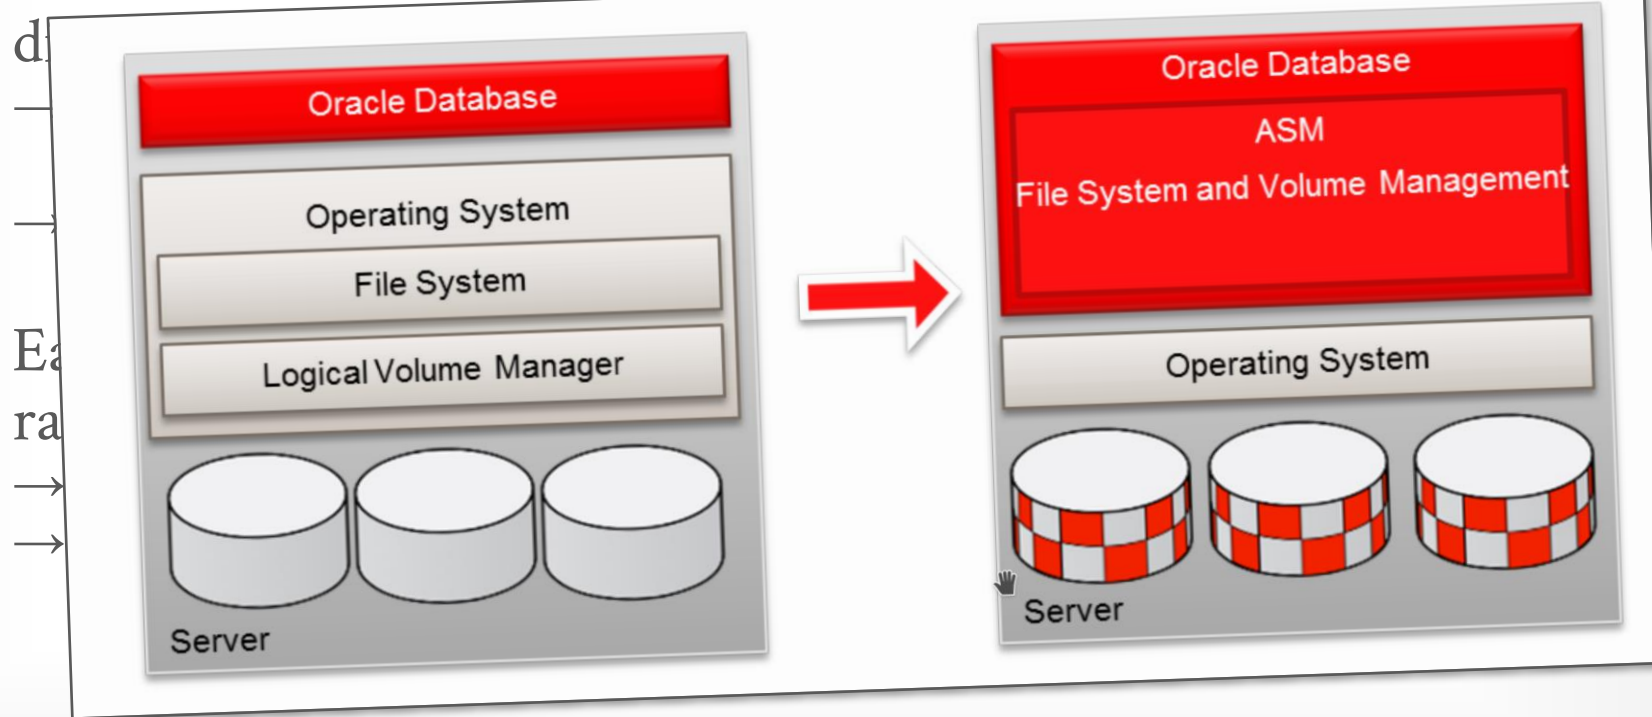 Oracle Database
Operating System
File System
Logical Volume Manager
Server
Oracle Database
ASM
File System and Volume Management
Operating System
Server